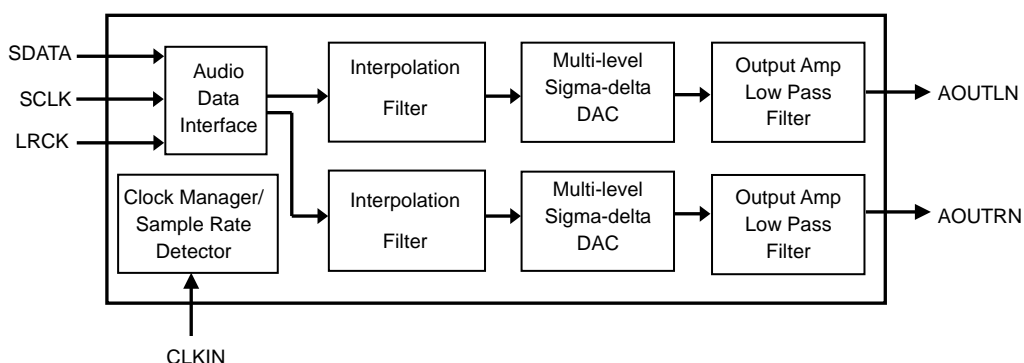 SDATA
SCLK
LRCK
Audio
Data
Interface
Interpolation
Filter
Multi-level
Sigma-delta
DAC
Output Amp
Low Pass
Filter
AOUTLN
Clock Manager/
Sample Rate
Detector
Interpolation
Filter
Multi-level
Sigma-delta
DAC
Output Amp
Low Pass
Filter
AOUTRN
CLKIN